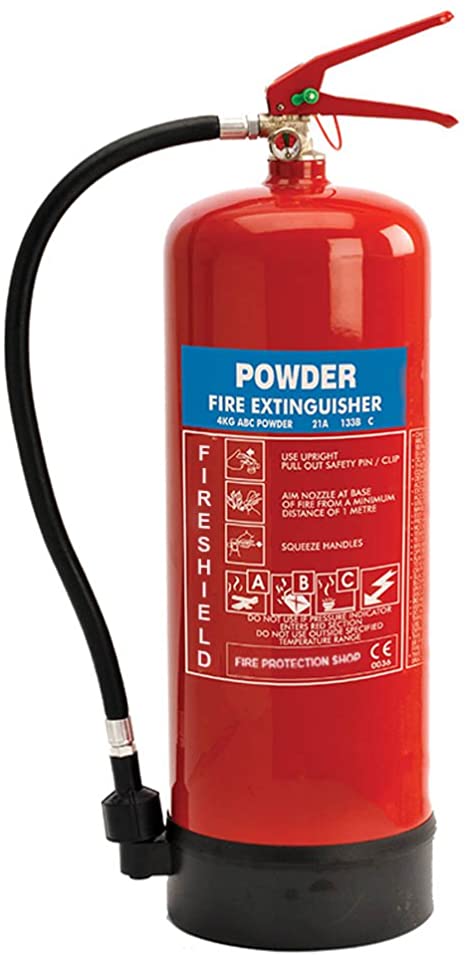 POWDER
FIRE EXTINGUISHER
4KG ABC POWDER 21A 133B C
FIRESHIELD
USE UPRIGHT
PULL OUT SAFETY PIN / CLIP
AIM NOZZLE AT BASE
OF FIRE FROM A MINIMUM
DISTANCE OF 1 METRE
SQUEEZE HANDLES
A B C
DO NOT USE IF PRESSURE INDICATOR
ENTERS RED SECTION
DO NOT USE OUTSIDE SPECIFIED
TEMPERATURE RANGE
FIRE PROTECTION SHOP
CE
0036